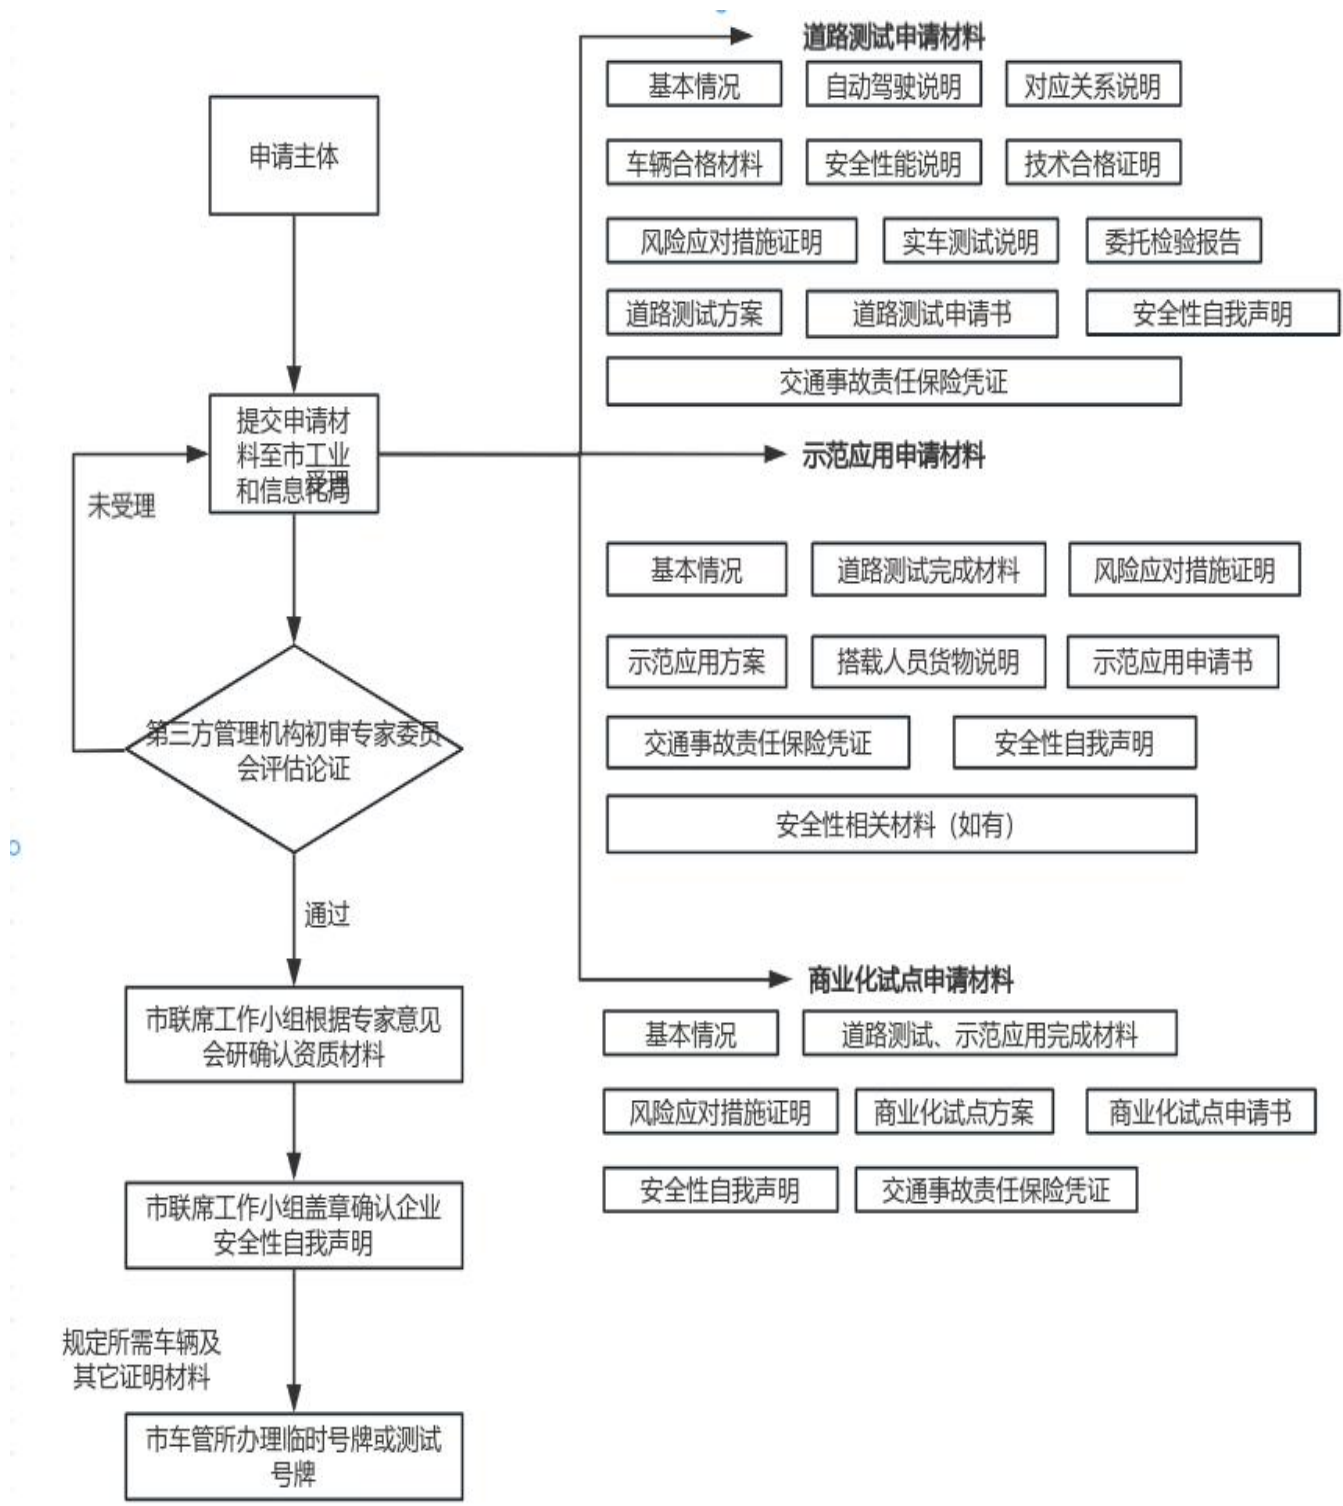 申请主体
提交申请材
料至市工业
和信息化局
受理
未受理
第三方管理机构初审专家委员
会评估论证
通过
市联席工作小组根据专家意见
会研确认资质材料
市联席工作小组盖章确认企业
安全性自我声明
规定所需车辆及
其它证明材料
市车管所办理临时号牌或测试
号牌
道路测试申请材料
基本情况
自动驾驶说明
对应关系说明
车辆合格材料
安全性能说明
技术合格证明
风险应对措施证明
实车测试说明
委托检验报告
道路测试方案
道路测试申请书
安全性自我声明
交通事故责任保险凭证
示范应用申请材料
基本情况
道路测试完成材料
风险应对措施证明
示范应用方案
搭载人员货物说明
示范应用申请书
交通事故责任保险凭证
安全性自我声明
安全性相关材料（如有）
商业化试点申请材料
基本情况
道路测试、示范应用完成材料
风险应对措施证明
商业化试点方案
商业化试点申请书
安全性自我声明
交通事故责任保险凭证